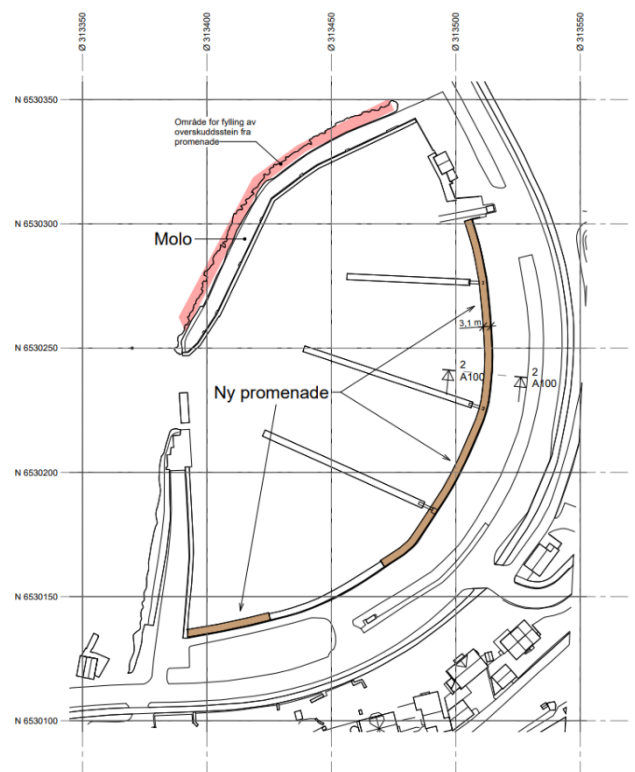 Ø 313350
Ø 313400
Ø 313450
Ø 313500
Ø 313550
N 6530350
Område for fylling av
overskuddsstein fra
promenade
N 6530300
Molo
3,1 m
N 6530250
2
A100
2
A100
Ny promenade
N 6530200
N 6530150
N 6530100